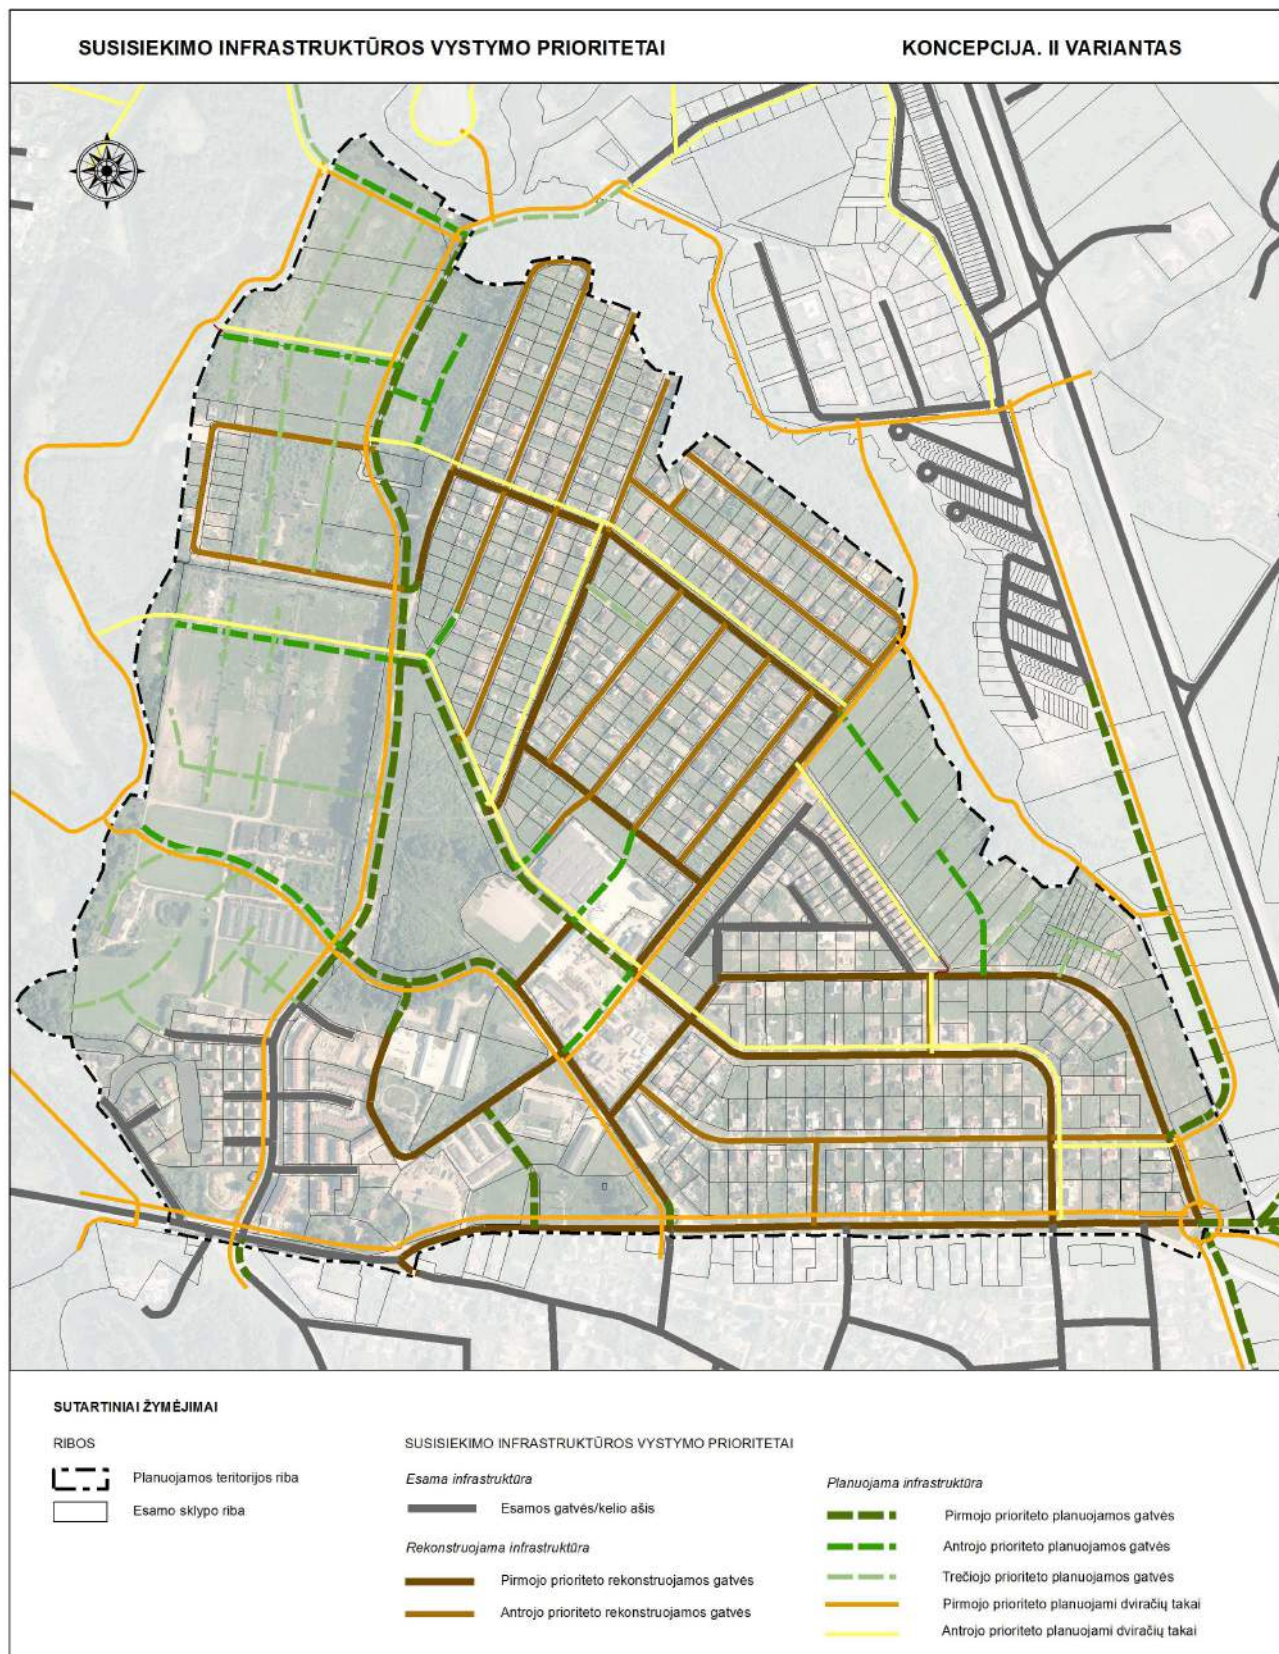 SUSISIEKIMO INFRASTRUKTŪROS VYSTYMO PRIORITETAI
KONCEPCIJA. II VARIANTAS
SUTARTINIAI ŽYMĖJIMAI
RIBOS
Planuojamos teritorijos riba
Esamo sklypo riba
SUSISIEKIMO INFRASTRUKTŪROS VYSTYMO PRIORITETAI
Esama infrastruktūra
Esamos gatvės/kelio ašis
Rekonstruojama infrastruktūra
Pirmojo prioriteto rekonstruojamos gatvės
Antrojo prioriteto rekonstruojamos gatvės
Planuojama infrastruktūra
Pirmojo prioriteto planuojamos gatvės
Antrojo prioriteto planuojamos gatvės
Trečiojo prioriteto planuojamos gatvės
Pirmojo prioriteto planuojami dviračių takai
Antrojo prioriteto planuojami dviračių takai